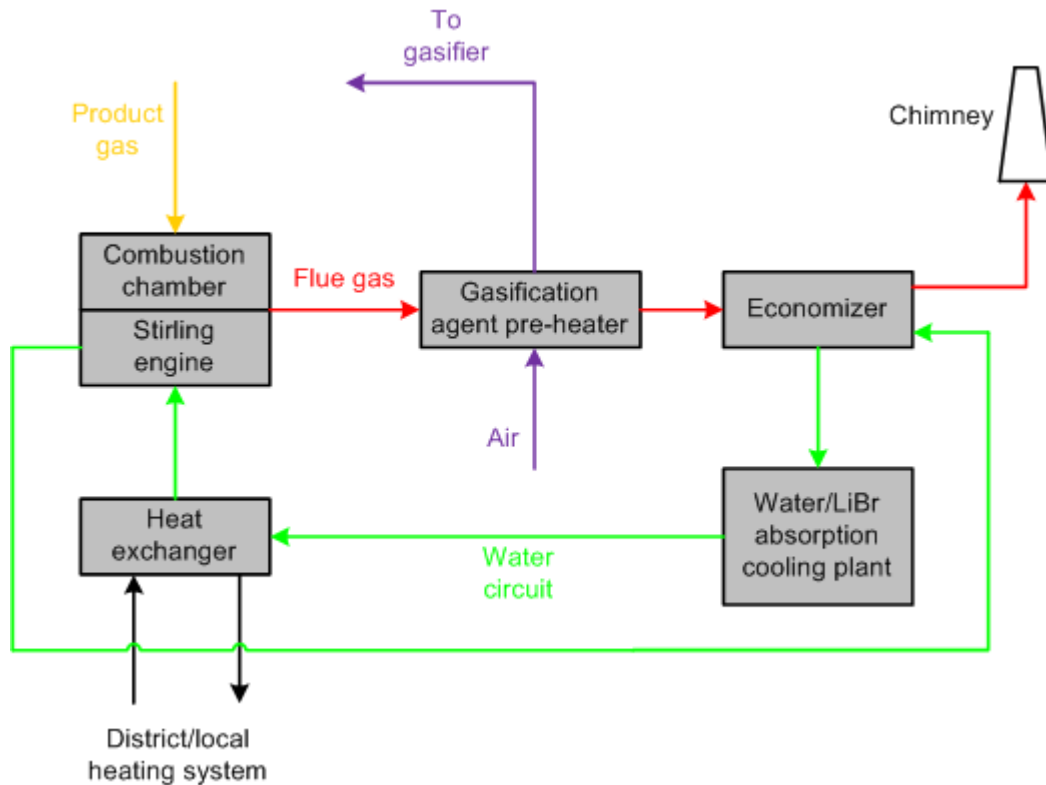 To
gasifier
Product
gas
Chimney
Combustion
chamber
Flue gas
Gasification
agent pre-heater
Economizer
Stirling
engine
Air
Heat
exchanger
Water
circuit
Water/LiBr
absorption
cooling plant
District/local
heating system